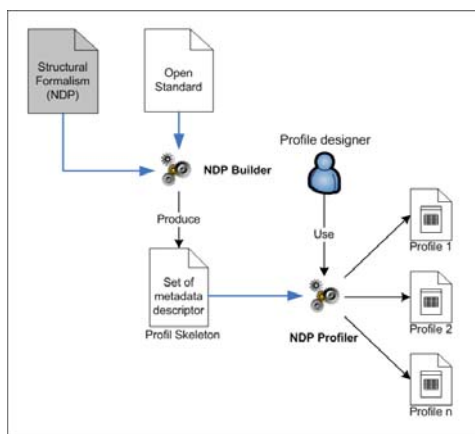 Structural
Formalism
(NDP)
Open
Standard
Profile designer
NDP Builder
Produce
Use
Profile 1
Set of
metadata
descriptor
Profil Skeleton
NDP Profiler
Profile 2
Profile n